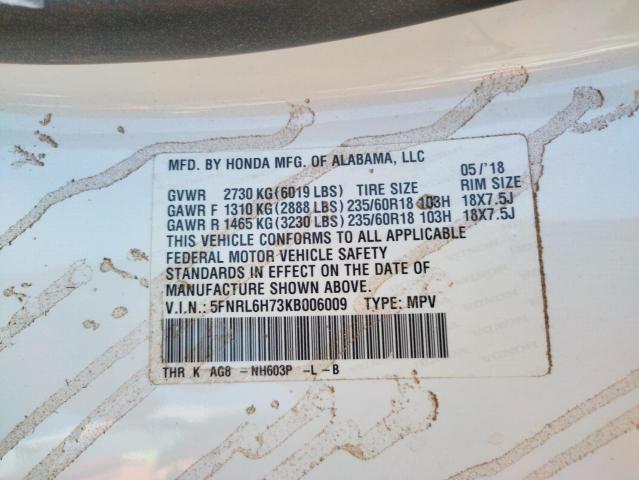 MFD. BY HONDA MFG. OF ALABAMA, LLC 05/'18
GVWR 2730 KG (6019 LBS) TIRE SIZE RIM SIZE
GAWR F 1310 KG (2888 LBS) 235/60R18 103H 18X7.5J
GAWR R 1465 KG (3230 LBS) 235/60R18 103H 18X7.5J
THIS VEHICLE CONFORMS TO ALL APPLICABLE
FEDERAL MOTOR VEHICLE SAFETY
STANDARDS IN EFFECT ON THE DATE OF
MANUFACTURE SHOWN ABOVE.
V.I.N.: 5FNRL6H73KB006009 TYPE: MPV
THR K AG8 - NH603P -L -B